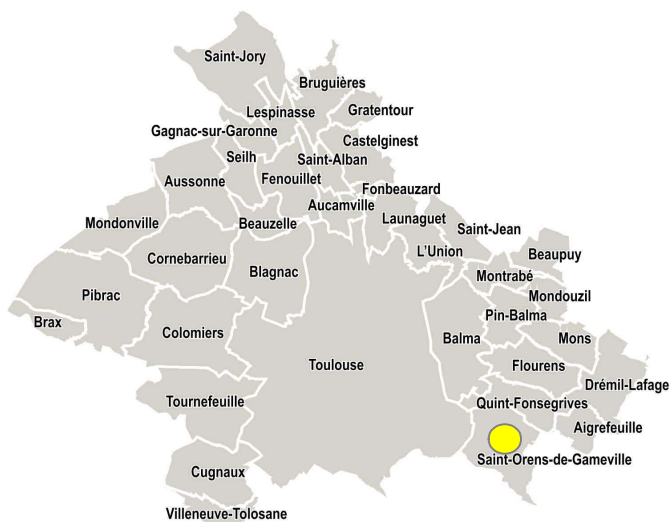 Saint-Jory
Bruguières
Lespinasse
Gratentour
Gagnac-sur-Garonne
Castelginest
Seilh
Saint-Alban
Aussonne
Fenouillet
Fonbeauzard
Aucamville
Launaguet
Mondonville
Beauzelle
Saint-Jean
L'Union
Beaupuy
Cornebarrieu
Blagnac
Montrabé
Pibrac
Mondouzil
Pin-Balma
Brax
Colomiers
Balma
Mons
Toulouse
Flourens
Drémil-Lafage
Tournefeuille
Quint-Fonsegrives
Aigrefeuille
Saint-Orens-de-Gameville
Cugnaux
Villeneuve-Tolosane